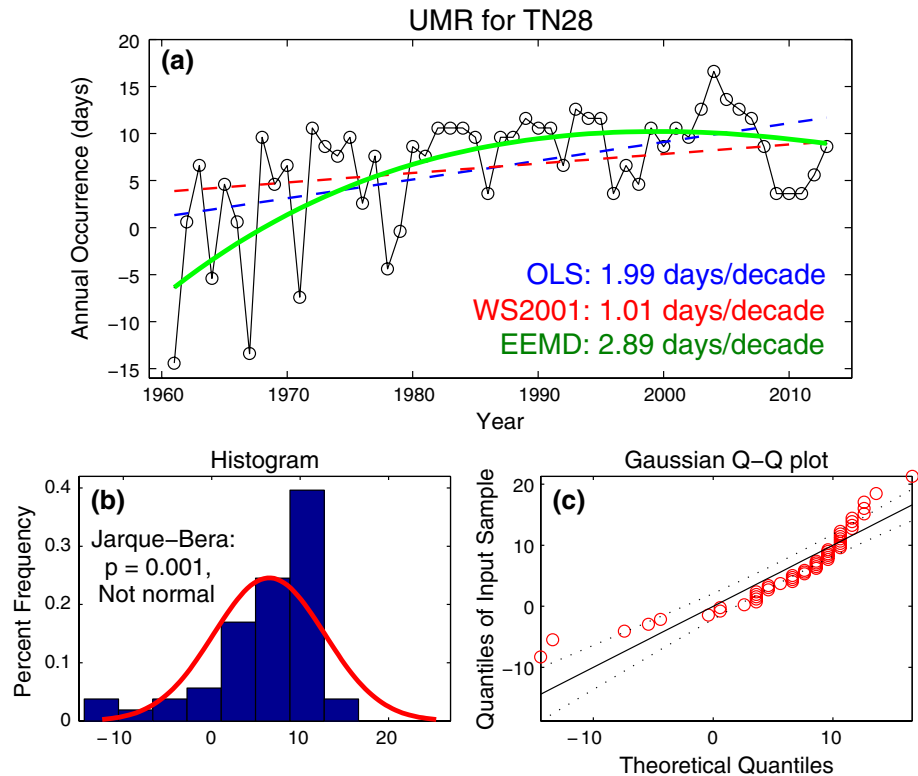 UMR for TN28
(a)
Annual Occurrence (days)
20
15
10
5
0
−5
−10
−15
OLS: 1.99 days/decade
WS2001: 1.01 days/decade
EEMD: 2.89 days/decade
1960 1970 1980 1990 2000 2010
Year
Histogram
(b)
Percent Frequency
0.4
0.3
0.2
0.1
0
Jarque−Bera:
p = 0.001,
Not normal
−10 0 10 20
Gaussian Q−Q plot
(c)
Quantiles of Input Sample
20
10
0
−10
−10 0 10
Theoretical Quantiles